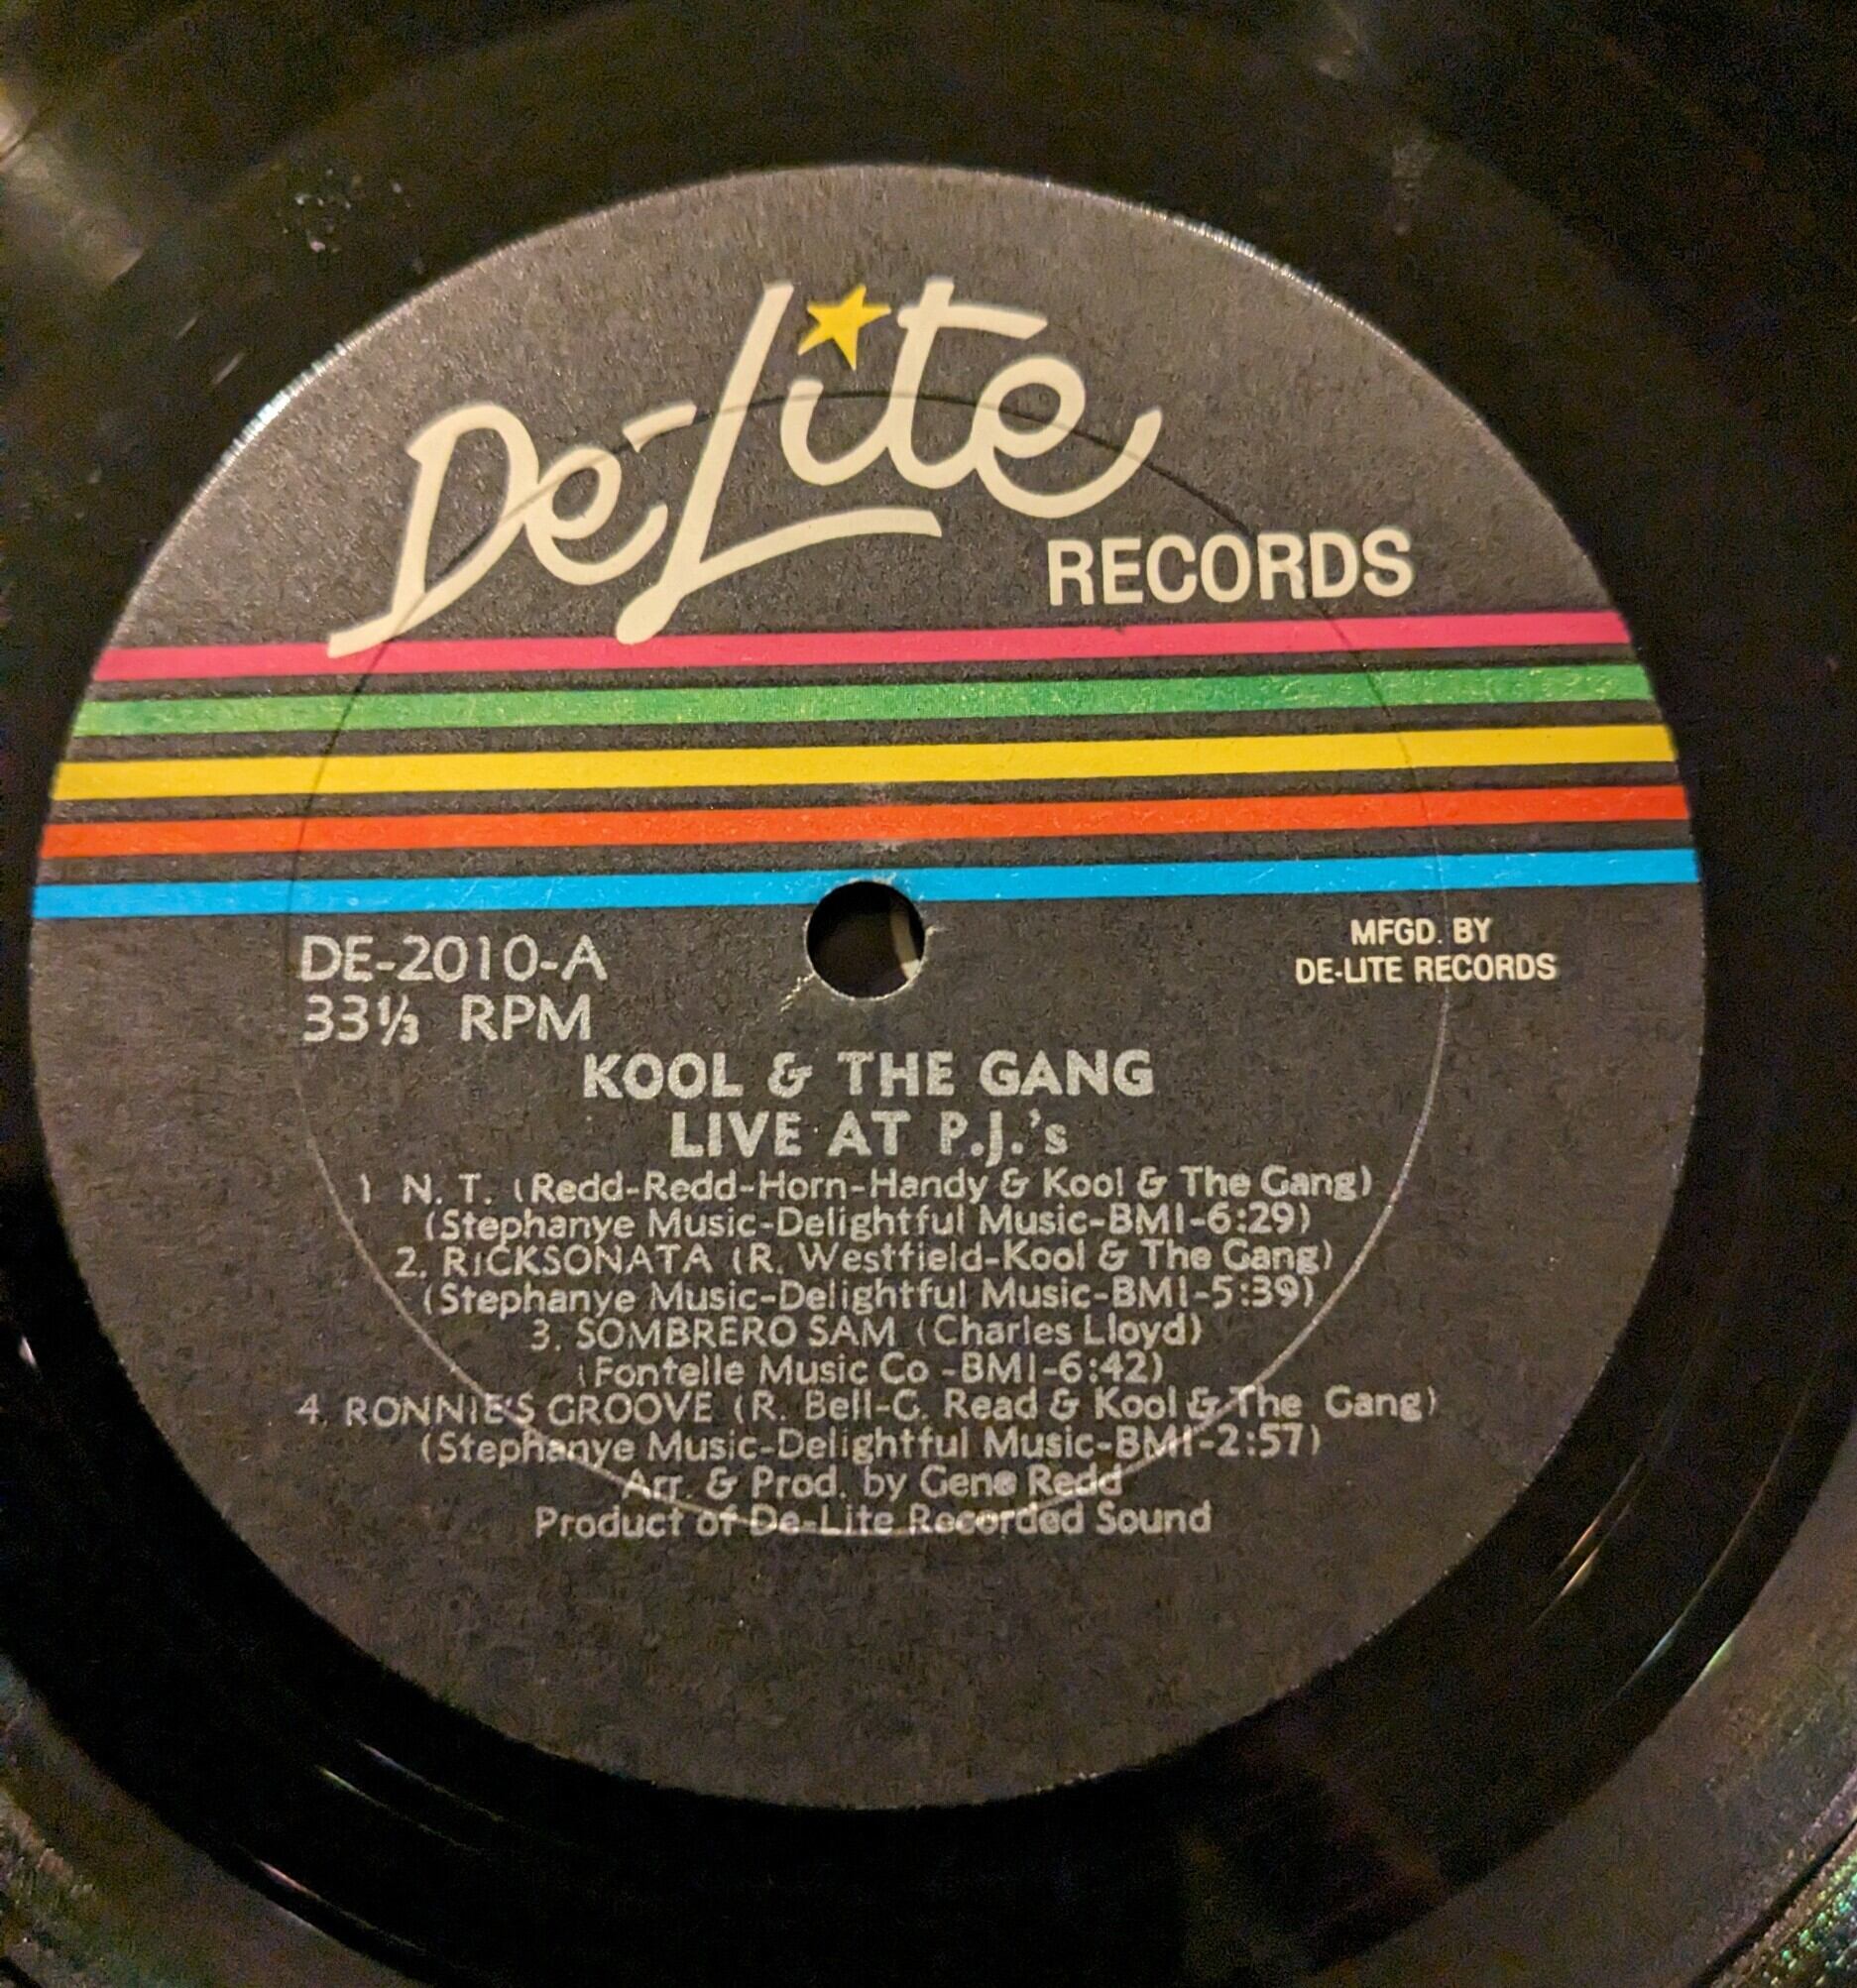 De-Lite
RECORDS
DE-2010-A
33⅓ RPM
MFGD. BY
DE-LITE RECORDS
KOOL & THE GANG
LIVE AT P.J.'s
1 N. T. (Redd-Redd-Horn-Handy & Kool & The Gang)
(Stephanye Music-Delightful Music-BMI-6:29)
2. RICKSONATA (R. Westfield-Kool & The Gang)
(Stephanye Music-Delightful Music-BMI-5:39)
3. SOMBRERO SAM (Charles Lloyd)
(Fontelle Music Co -BMI-6:42)
4. RONNIE'S GROOVE (R. Bell-G. Read & Kool & The Gang)
(Stephanye Music-Delightful Music-BMI-2:57)
Arr. & Prod. by Gene Redd
Product of De-Lite Recorded Sound